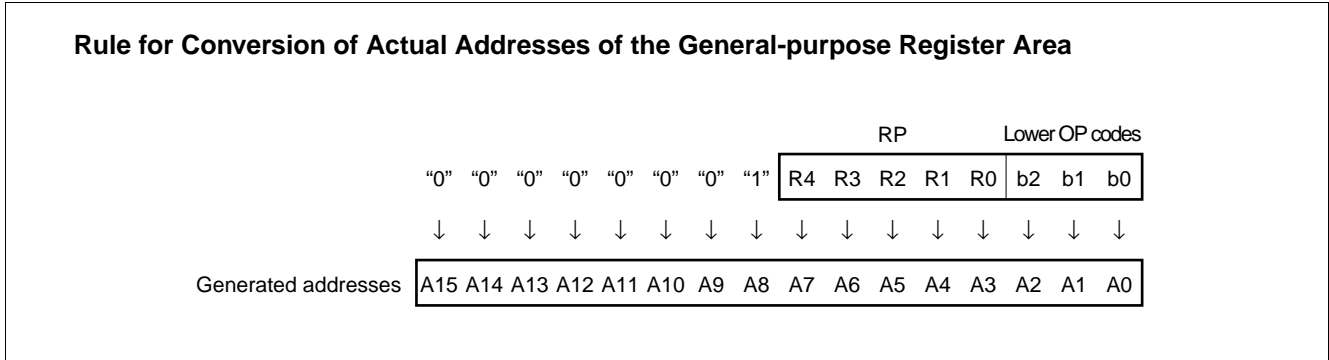 Rule for Conversion of Actual Addresses of the General-purpose Register Area
RP Lower OP codes
“0” “0” “0” “0” “0” “0” “0” “1” R4 R3 R2 R1 R0 b2 b1 b0
↓ ↓ ↓ ↓ ↓ ↓ ↓ ↓ ↓ ↓ ↓ ↓ ↓ ↓ ↓ ↓
Generated addresses A15 A14 A13 A12 A11 A10 A9 A8 A7 A6 A5 A4 A3 A2 A1 A0